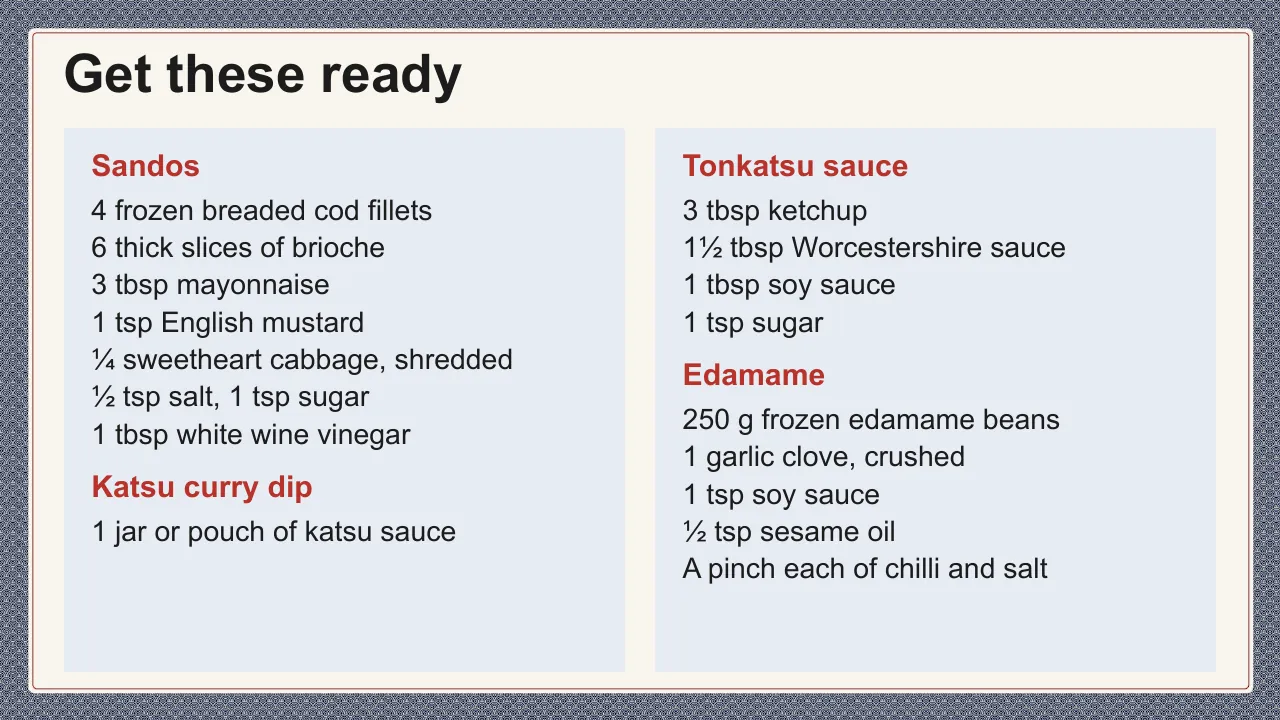 Get these ready
Sandos
4 frozen breaded cod fillets
6 thick slices of brioche
3 tbsp mayonnaise
1 tsp English mustard
¼ sweetheart cabbage, shredded
½ tsp salt, 1 tsp sugar
1 tbsp white wine vinegar
Katsu curry dip
1 jar or pouch of katsu sauce
Tonkatsu sauce
3 tbsp ketchup
1½ tbsp Worcestershire sauce
1 tbsp soy sauce
1 tsp sugar
Edamame
250 g frozen edamame beans
1 garlic clove, crushed
1 tsp soy sauce
½ tsp sesame oil
A pinch each of chilli and salt